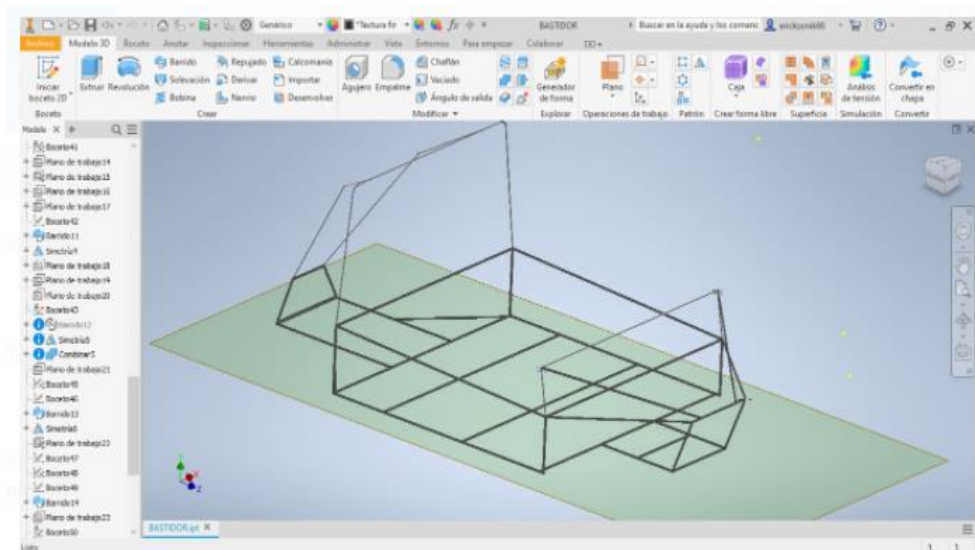 Genérico
BASTIDOR
Buscar en la ayuda y los comanc
Archivo Modelo 3D Boceto Anotar Inspeccionar Herramientas Administrar Vista Entornos Para empezar Colaborar
Barrido Repujado Calcomanía Chaflán
Iniciar boceto 2D Extruir Revolución Solevación Derivar Importar Agujero Empalme Vaciado Generador de forma Plano Caja Análisis de tensión Convertir en chapa
Bobina Nervio Desenvolver Ángulo de salida
Boceto Crear Modificar Explorar Operaciones de trabajo Patrón Crear forma libre Superficie Simulación Convertir
Modelo
Boceto41
Plano de trabajo14
Plano de trabajo15
Plano de trabajo16
Plano de trabajo17
Boceto42
Barrido11
Plano de trabajo18
Plano de trabajo19
Plano de trabajo20
Boceto43
Barrido12
Combinar5
Plano de trabajo21
Boceto45
Boceto46
Barrido13
Plano de trabajo22
Boceto47
Boceto48
Boceto49
Barrido14
Plano de trabajo23
Boceto50
BASTIDOR.ipt
Listo
1 1